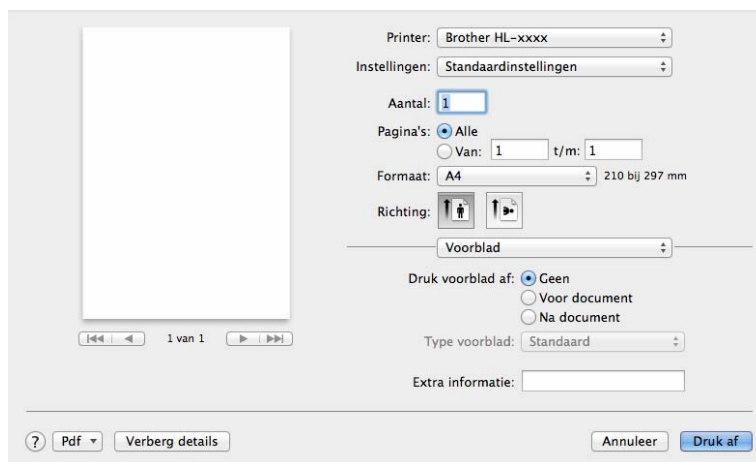 Printer: Brother HL-xxxx
Instellingen: Standaardinstellingen
Aantal: 1
Pagina's: Alle
Van: 1 t/m: 1
Formaat: A4 210 bij 297 mm
Richting:
Voorblad
Druk voorblad af: Geen
Voor document
Na document
1 van 1
Type voorblad: Standaard
Extra informatie:
? Pdf Verberg details Annuleer Druk af